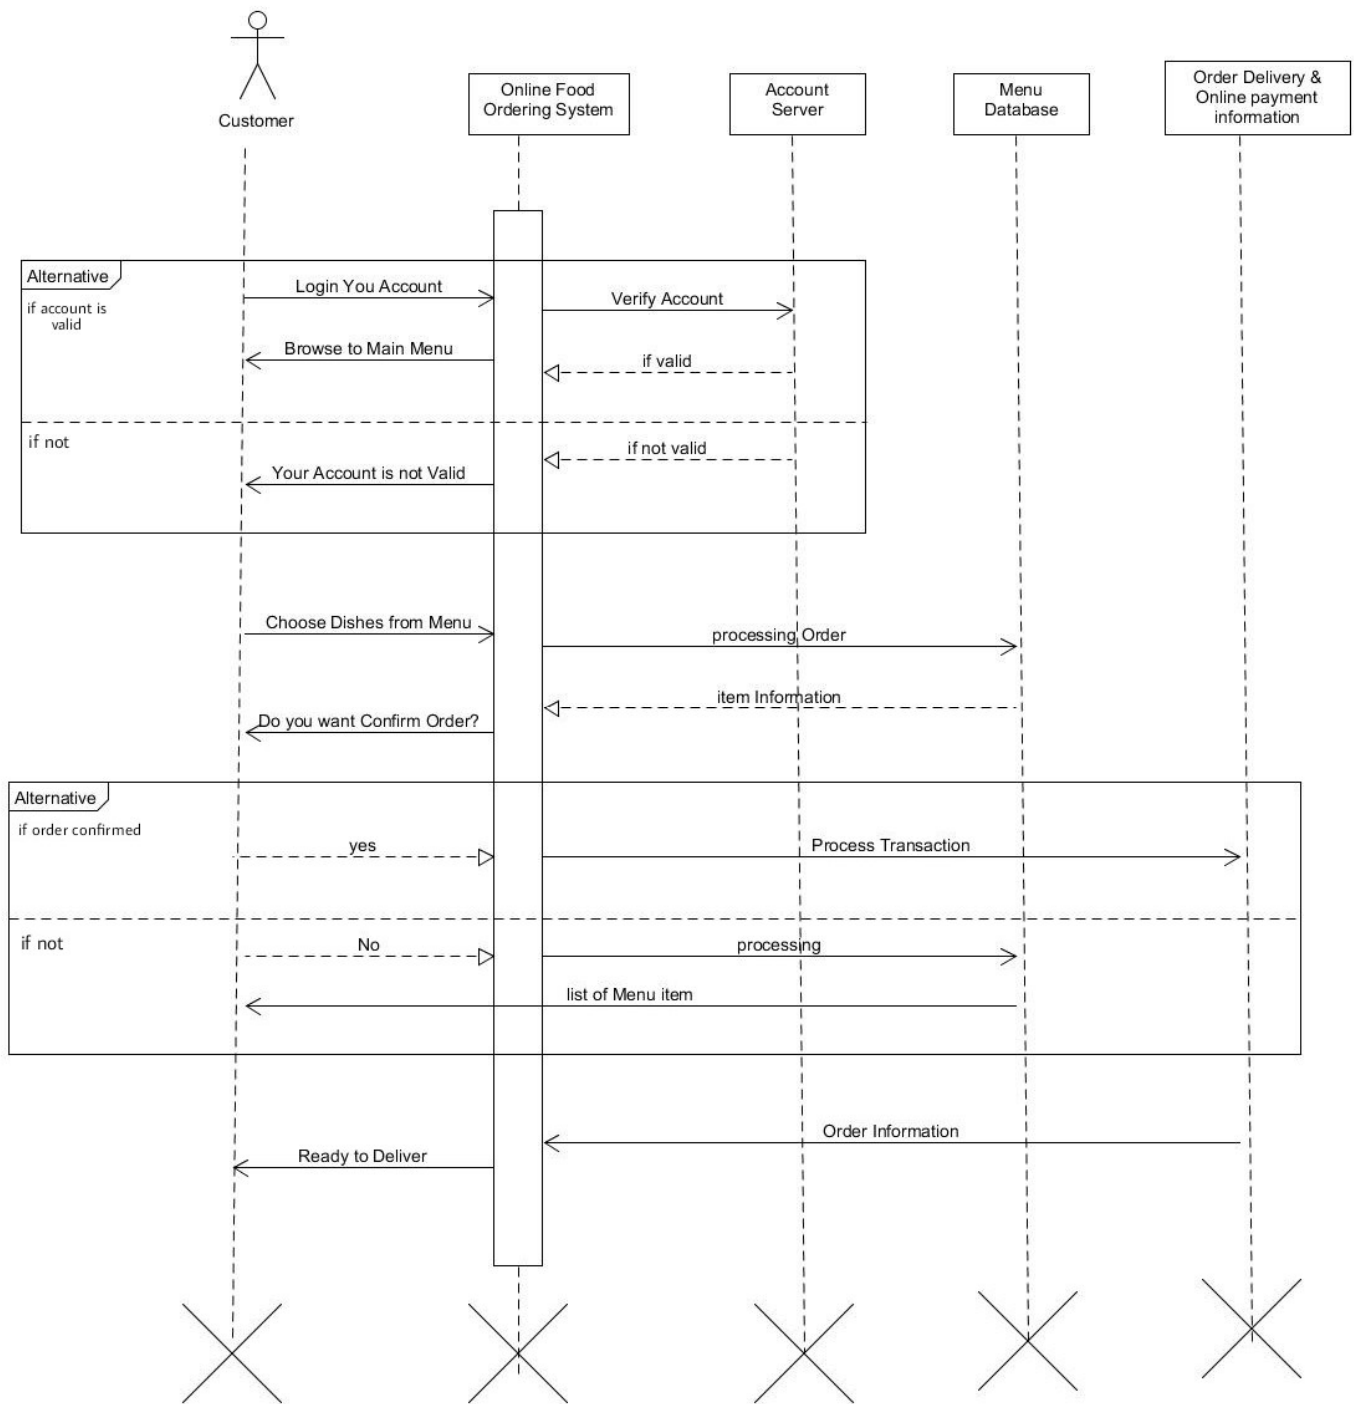 Customer
Online Food
Ordering System
Account
Server
Menu
Database
Order Delivery &
Online payment
information
Alternative
if account is
valid
Login You Account
Verify Account
Browse to Main Menu
if valid
if not
if not valid
Your Account is not Valid
Choose Dishes from Menu
processing Order
item Information
Do you want Confirm Order?
Alternative
if order confirmed
yes
Process Transaction
if not
No
processing
list of Menu item
Order Information
Ready to Deliver